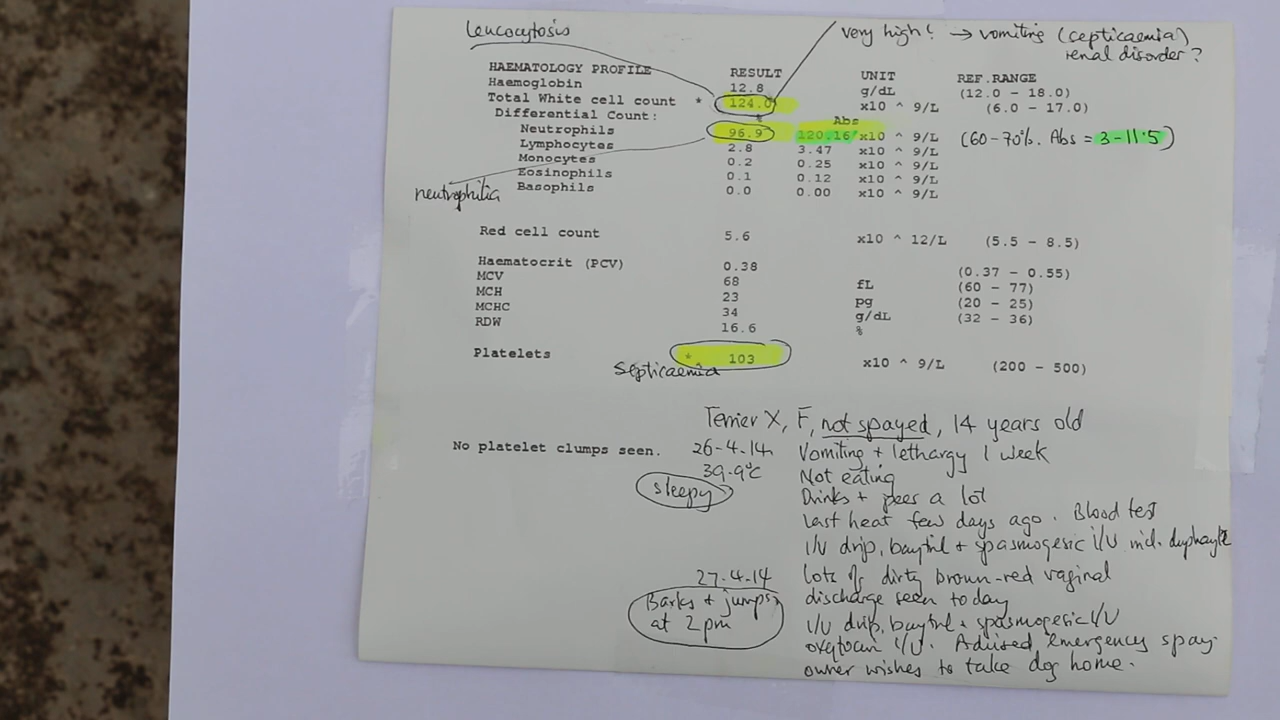 Leucocytosis
very high! → vomiting (cepticaemia)
renal disorder?
HAEMATOLOGY PROFILE RESULT UNIT REF.RANGE
Haemoglobin 12.8 g/dL (12.0 - 18.0)
Total White cell count * 124.0 x10 ^ 9/L (6.0 - 17.0)
Differential Count: % Abs
Neutrophils 96.9 120.16 x10 ^ 9/L (60-70%. Abs = 3-11.5)
Lymphocytes 2.8 3.47 x10 ^ 9/L
Monocytes 0.2 0.25 x10 ^ 9/L
Eosinophils 0.1 0.12 x10 ^ 9/L
Basophils 0.0 0.00 x10 ^ 9/L
neutrophilia
Red cell count 5.6 x10 ^ 12/L (5.5 - 8.5)
Haematocrit (PCV) 0.38 (0.37 - 0.55)
MCV 68 fL (60 - 77)
MCH 23 pg (20 - 25)
MCHC 34 g/dL (32 - 36)
RDW 16.6 %
Platelets * 103 x10 ^ 9/L (200 - 500)
Septicaemia
Terrier X, F, not spayed, 14 years old
No platelet clumps seen. 26-4-14 Vomiting + lethargy 1 week
39.9°C Not eating
sleepy Drinks + pees a lot
Last heat few days ago. Blood test
I/V drip, baytril + spasmogesic I/V incl. duphalyte
27-4-14 Lots of dirty brown-red vaginal
Barks + jumps, discharge seen today
at 2pm I/V drip, baytril + spasmogesic I/V
oxytocin I/V. Advised emergency spay.
owner wishes to take dog home.